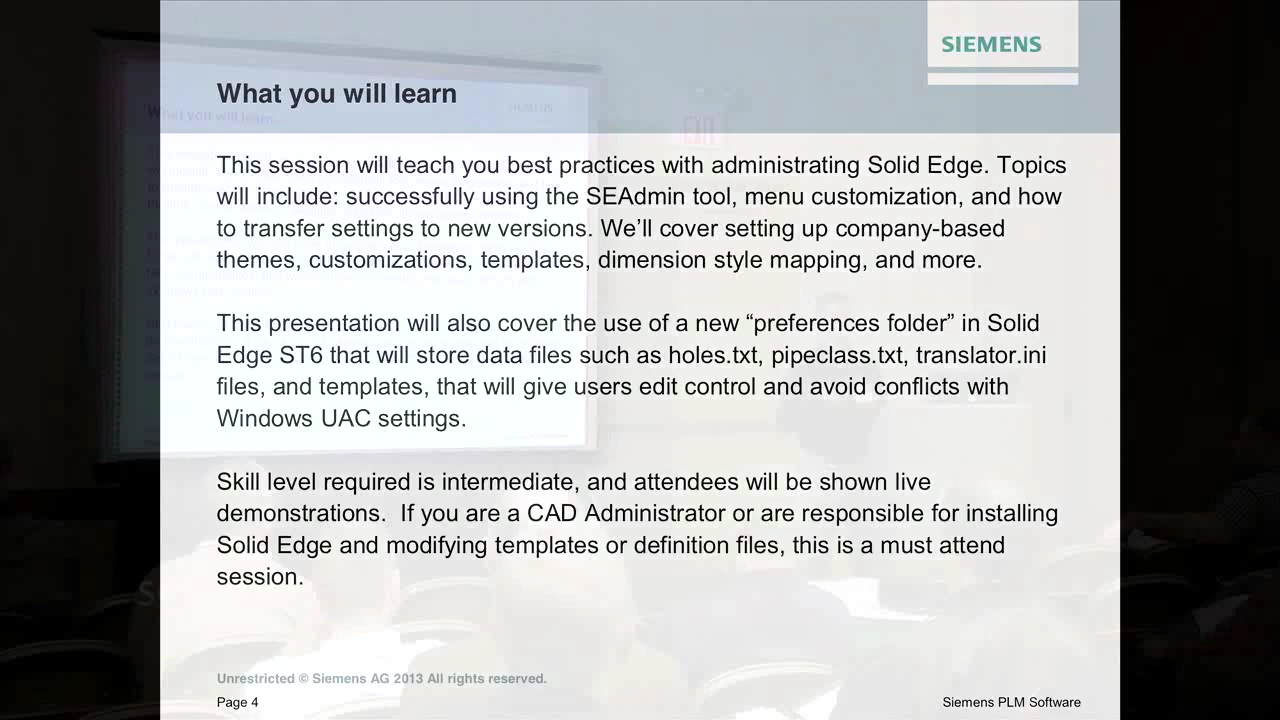 SIEMENS
What you will learn
This session will teach you best practices with administrating Solid Edge. Topics
will include: successfully using the SEAdmin tool, menu customization, and how
to transfer settings to new versions. We’ll cover setting up company-based
themes, customizations, templates, dimension style mapping, and more.
This presentation will also cover the use of a new “preferences folder” in Solid
Edge ST6 that will store data files such as holes.txt, pipeclass.txt, translator.ini
files, and templates, that will give users edit control and avoid conflicts with
Windows UAC settings.
Skill level required is intermediate, and attendees will be shown live
demonstrations.  If you are a CAD Administrator or are responsible for installing
Solid Edge and modifying templates or definition files, this is a must attend
session.
Unrestricted © Siemens AG 2013 All rights reserved.
Page 4
Siemens PLM Software